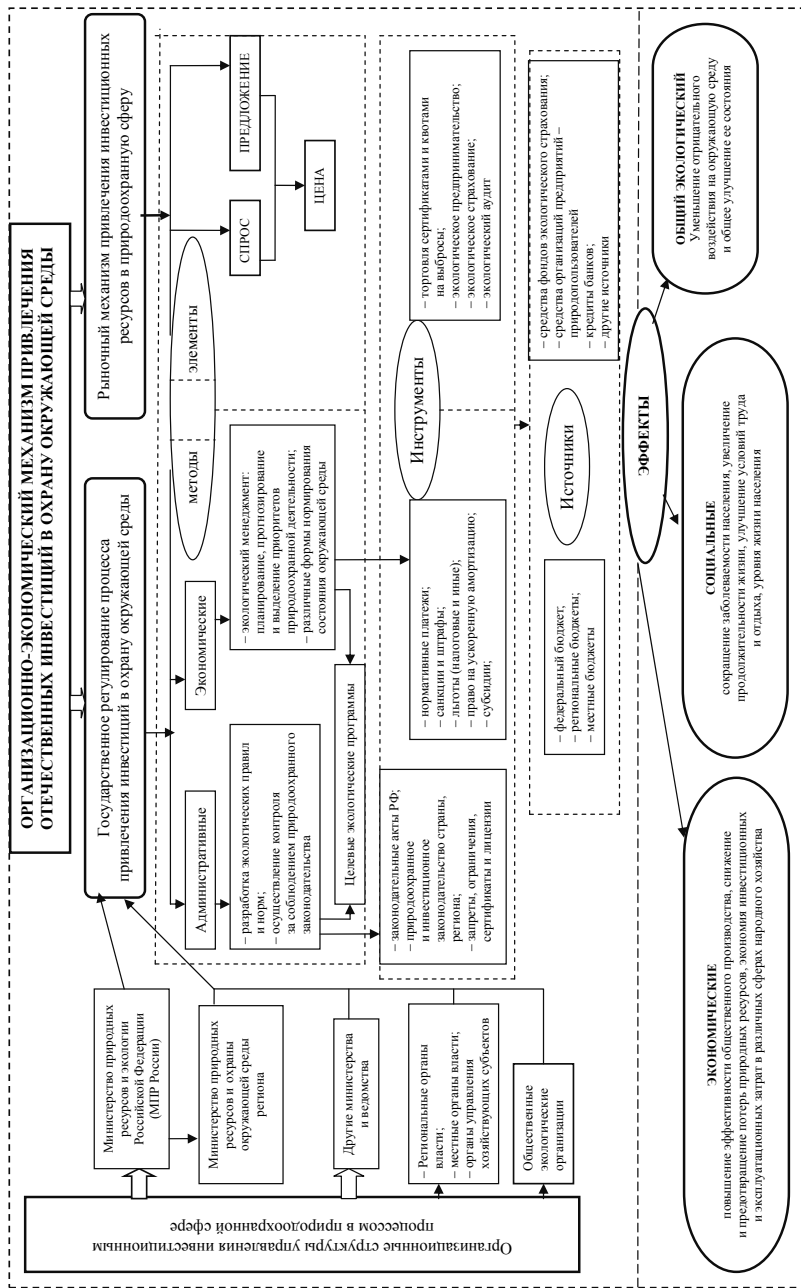 ОРГАНИЗАЦИОННО-ЭКОНОМИЧЕСКИЙ МЕХАНИЗМ ПРИВЛЕЧЕНИЯ
ОТЕЧЕСТВЕННЫХ ИНВЕСТИЦИЙ В ОХРАНУ ОКРУЖАЮЩЕЙ СРЕДЫ
Государственное регулирование процесса
привлечения инвестиций в охрану окружающей среды
Рыночный механизм привлечения инвестиционных
ресурсов в природоохранную сферу
Организационные структуры управления инвестиционным
процессом в природоохранной сфере
Министерство природных
ресурсов и экологии
Российской Федерации
(МПР России)
Министерство природных
ресурсов и охраны
окружающей среды
региона
Другие министерства
и ведомства
– Региональные органы
власти;
– местные органы власти;
– органы управления
хозяйствующих субъектов
Общественные
экологические
организации
методы
элементы
Административные
Экономические
СПРОС
ПРЕДЛОЖЕНИЕ
ЦЕНА
– разработка экологических правил
и норм;
– осуществление контроля
за соблюдением природоохранного
законодательства
– экологический менеджмент:
планирование, прогнозирование
и выделение приоритетов
природоохранной деятельности;
– различные формы нормирования
состояния окружающей среды
Целевые экологические программы
– законодательные акты РФ;
– природоохранное
и инвестиционное
законодательство страны,
региона;
– запреты, ограничения,
сертификаты и лицензии
– нормативные платежи;
– санкции и штрафы;
– льготы (налоговые и иные);
– право на ускоренную амортизацию;
– субсидии;
Инструменты
– торговля сертификатами и квотами
на выбросы;
– экологическое предпринимательство;
– экологическое страхование;
– экологический аудит
– федеральный бюджет;
– региональные бюджеты;
– местные бюджеты
Источники
– средства фондов экологического страхования;
– средства организаций предприятий –
природопользователей
– кредиты банков;
– другие источники
ЭФФЕКТЫ
ЭКОНОМИЧЕСКИЕ
повышение эффективности общественного производства, снижение
и предотвращение потерь природных ресурсов, экономия инвестиционных
и эксплуатационных затрат в различных сферах народного хозяйства
СОЦИАЛЬНЫЕ
сокращение заболеваемости населения, увеличение
продолжительности жизни, улучшение условий труда
и отдыха, уровня жизни населения
ОБЩИЙ ЭКОЛОГИЧЕСКИЙ
Уменьшение отрицательного
воздействия на окружающую среду
и общее улучшение ее состояния